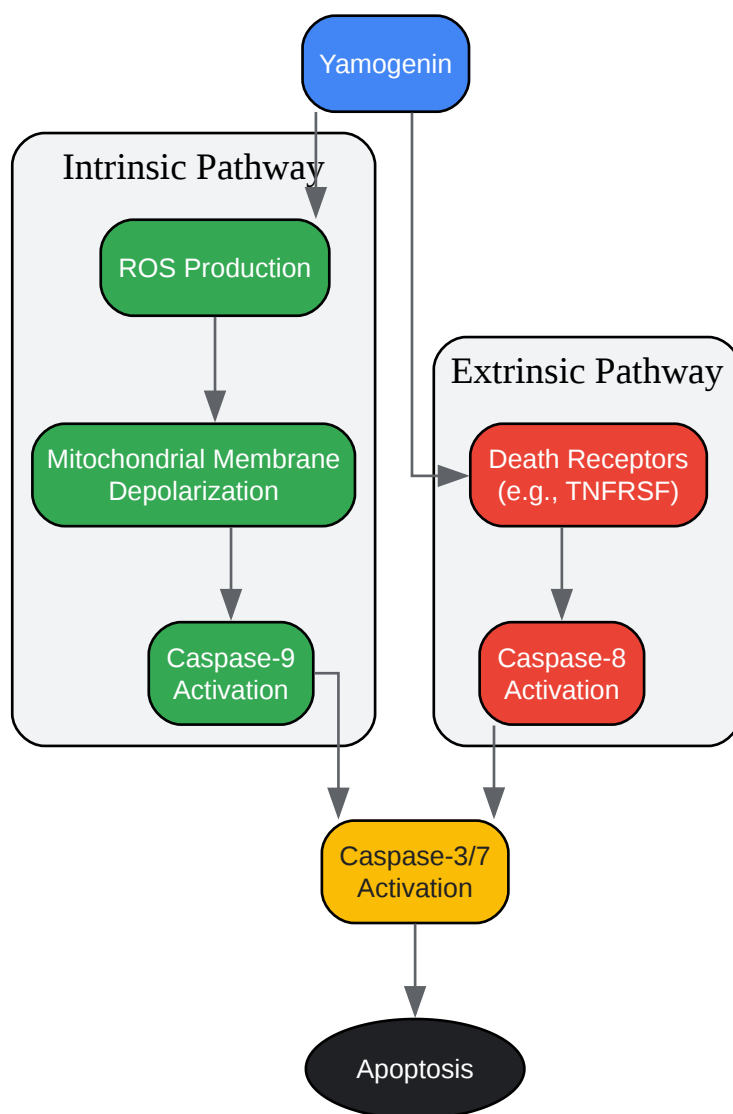 Yamogenin
Intrinsic Pathway
ROS Production
Mitochondrial Membrane
Depolarization
Caspase-9
Activation
Extrinsic Pathway
Death Receptors
(e.g., TNFRSF)
Caspase-8
Activation
Caspase-3/7
Activation
Apoptosis